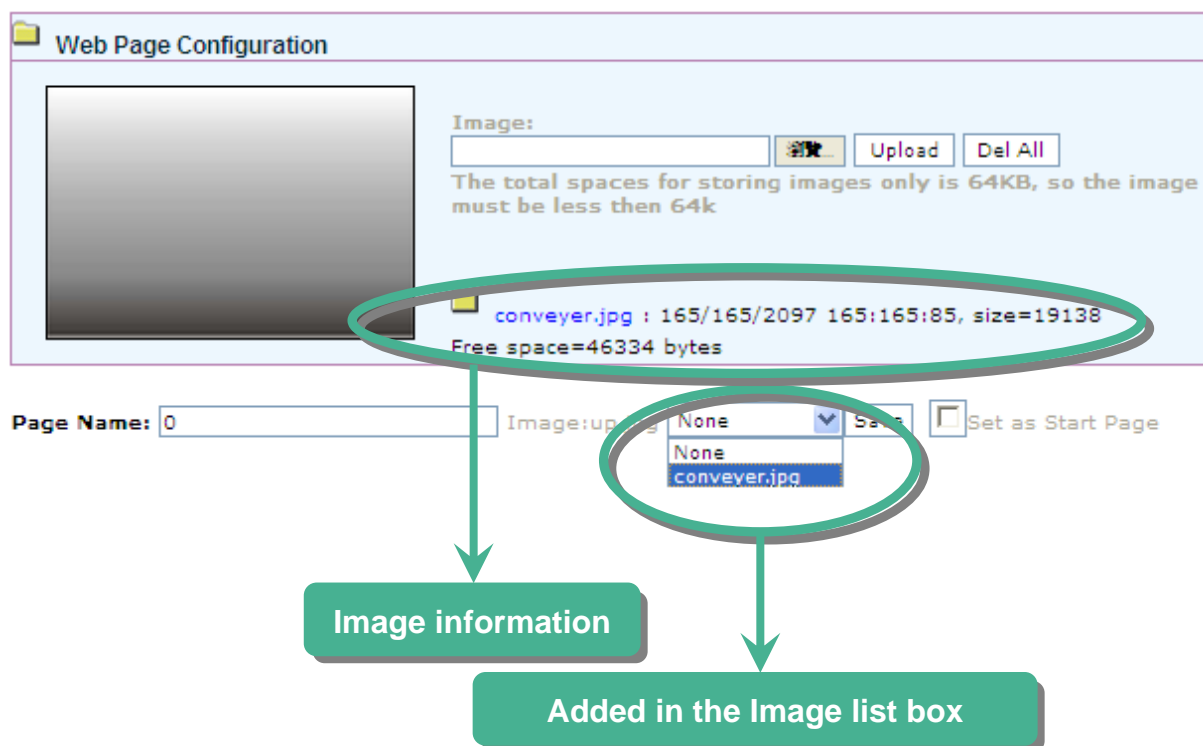 Web Page Configuration
Image:
Upload Del All
The total spaces for storing images only is 64KB, so the image
must be less then 64k
conveyer.jpg : 165/165/2097 165:165:85, size=19138
Free space=46334 bytes
Page Name: 0 None Save Set as Start Page
None
conveyer.jpg
Image information
Added in the Image list box